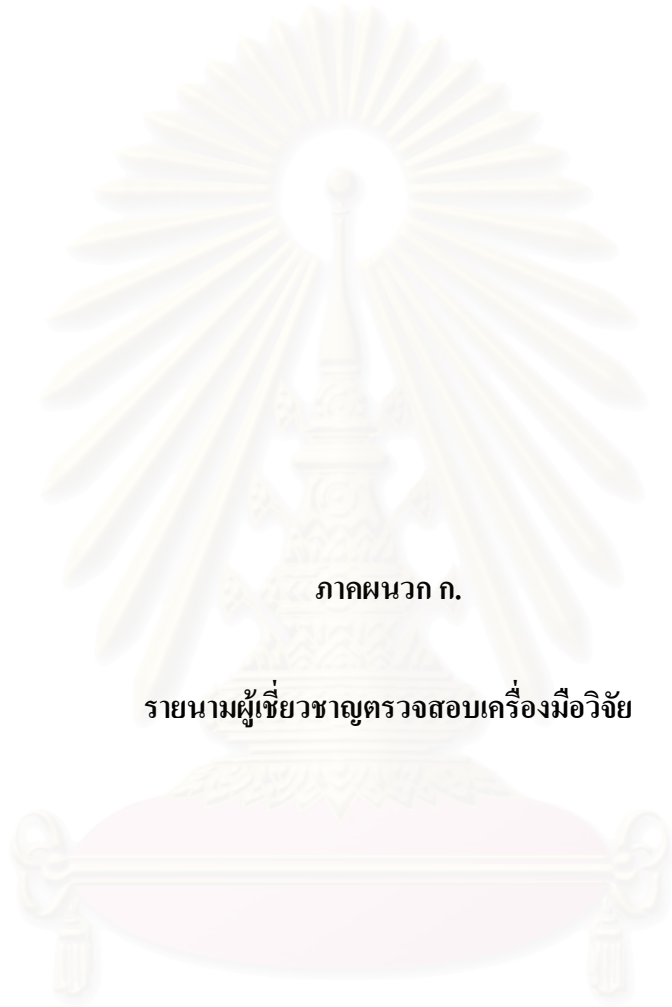 ภาคผนวก ก.
รายนามผู้เชี่ยวชาญตรวจสอบเครื่องมือวิจัย